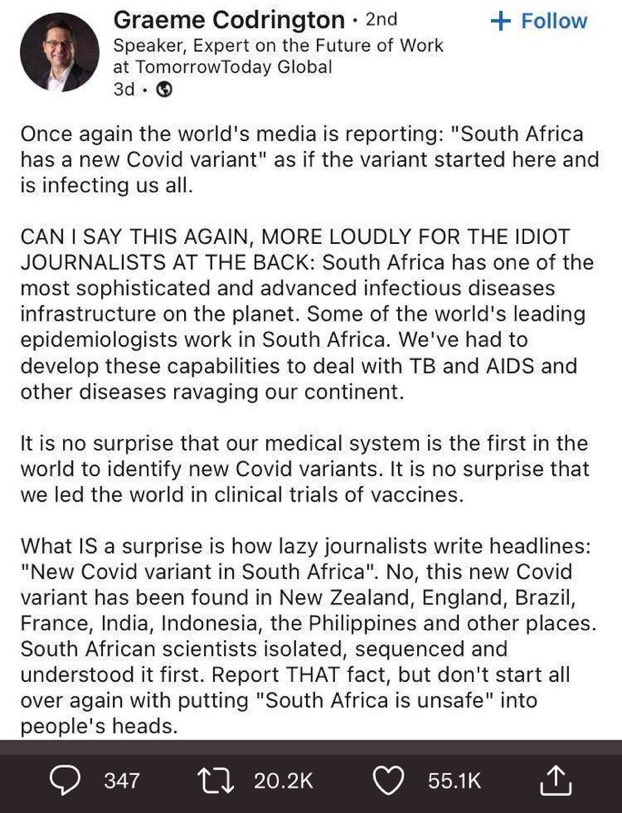 Graeme Codrington · 2nd
+ Follow
Speaker, Expert on the Future of Work
at TomorrowToday Global
3d ·
Once again the world's media is reporting: "South Africa
has a new Covid variant" as if the variant started here and
is infecting us all.
CAN I SAY THIS AGAIN, MORE LOUDLY FOR THE IDIOT
JOURNALISTS AT THE BACK: South Africa has one of the
most sophisticated and advanced infectious diseases
infrastructure on the planet. Some of the world's leading
epidemiologists work in South Africa. We've had to
develop these capabilities to deal with TB and AIDS and
other diseases ravaging our continent.
It is no surprise that our medical system is the first in the
world to identify new Covid variants. It is no surprise that
we led the world in clinical trials of vaccines.
What IS a surprise is how lazy journalists write headlines:
"New Covid variant in South Africa". No, this new Covid
variant has been found in New Zealand, England, Brazil,
France, India, Indonesia, the Philippines and other places.
South African scientists isolated, sequenced and
understood it first. Report THAT fact, but don't start all
over again with putting "South Africa is unsafe" into
people's heads.
347
20.2K
55.1K